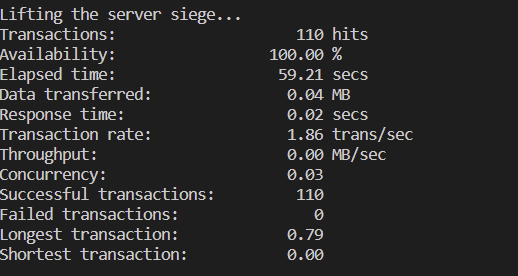 Lifting the server siege...
Transactions: 110 hits
Availability: 100.00 %
Elapsed time: 59.21 secs
Data transferred: 0.04 MB
Response time: 0.02 secs
Transaction rate: 1.86 trans/sec
Throughput: 0.00 MB/sec
Concurrency: 0.03
Successful transactions: 110
Failed transactions: 0
Longest transaction: 0.79
Shortest transaction: 0.00